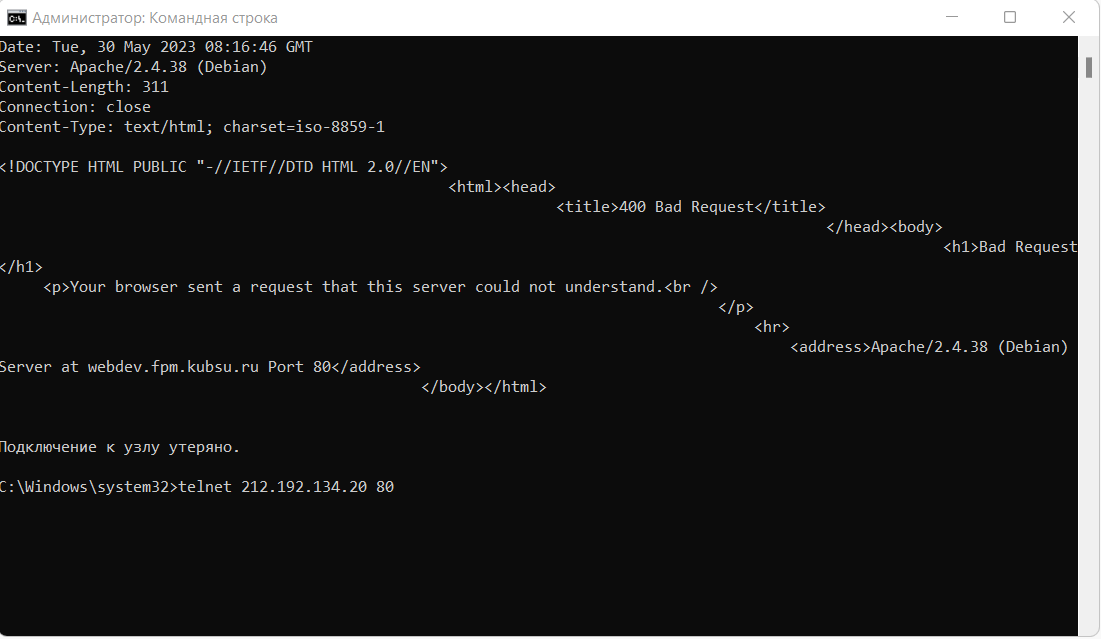 Администратор: Командная строка
Date: Tue, 30 May 2023 08:16:46 GMT
Server: Apache/2.4.38 (Debian)
Content-Length: 311
Connection: close
Content-Type: text/html; charset=iso-8859-1
<!DOCTYPE HTML PUBLIC "-//IETF//DTD HTML 2.0//EN">
<html><head>
<title>400 Bad Request</title>
</head><body>
<h1>Bad Request
</h1>
<p>Your browser sent a request that this server could not understand.<br />
</p>
<hr>
<address>Apache/2.4.38 (Debian)
Server at webdev.fpm.kubsu.ru Port 80</address>
</body></html>
Подключение к узлу утеряно.
C:\Windows\system32>telnet 212.192.134.20 80